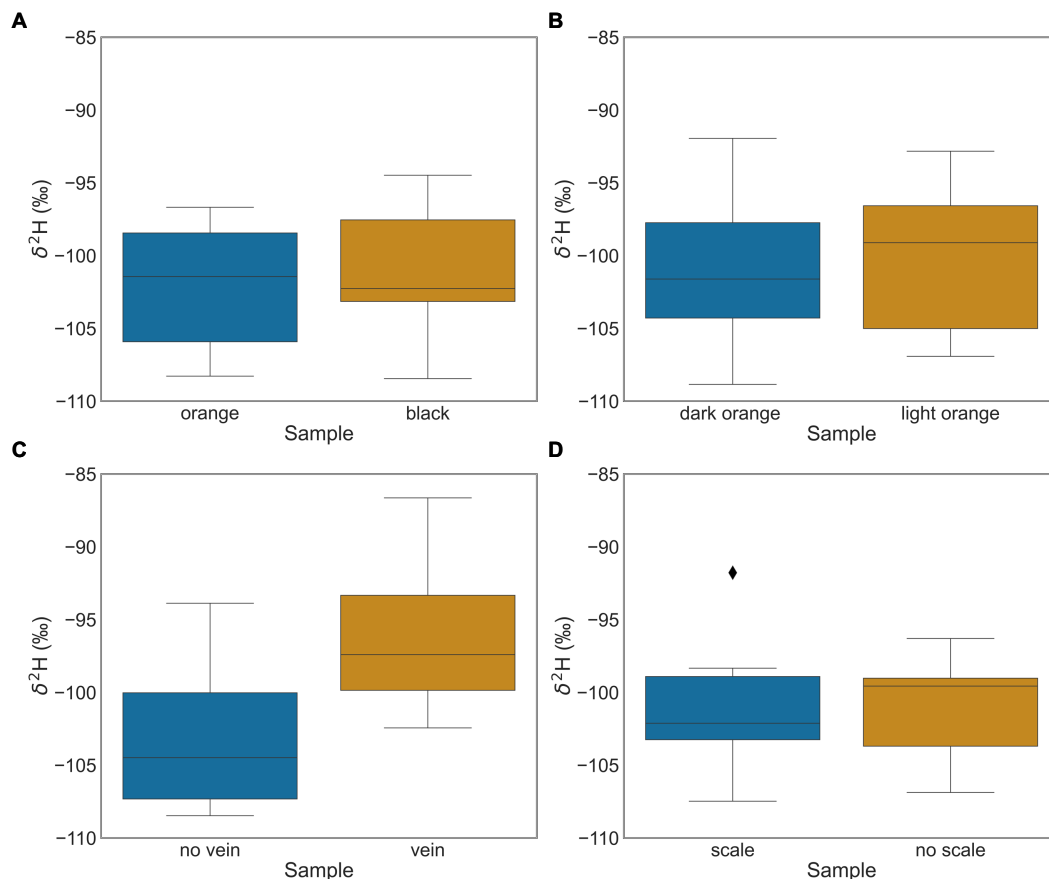 A
−85
−90
−95
−100
−105
−110
δ²H (‰)
orange black
Sample
B
−85
−90
−95
−100
−105
−110
δ²H (‰)
dark orange light orange
Sample
C
−85
−90
−95
−100
−105
−110
δ²H (‰)
no vein vein
Sample
D
−85
−90
−95
−100
−105
−110
δ²H (‰)
scale no scale
Sample